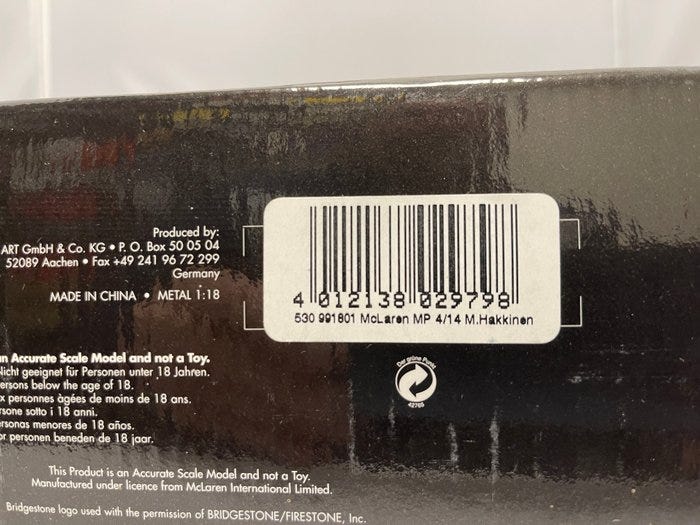 Produced by:
ART GmbH & Co. KG • P. O. Box 50 05 04
52089 Aachen • Fax +49 241 96 72 299
Germany
MADE IN CHINA • METAL 1:18
4 012138 029798
530 991801 McLaren MP 4/14 M.Hakkinen
Der grüne Punkt
42765
an Accurate Scale Model and not a Toy.
Nicht geeignet für Personen unter 18 Jahren.
ersons below the age of 18.
x personnes âgées de moins de 18 ans.
rsone sotto i 18 anni.
rsonas menores de 18 años.
or personen beneden de 18 jaar.
This Product is an Accurate Scale Model and not a Toy.
Manufactured under licence from McLaren International Limited.
Bridgestone logo used with the permission of BRIDGESTONE/FIRESTONE, Inc.